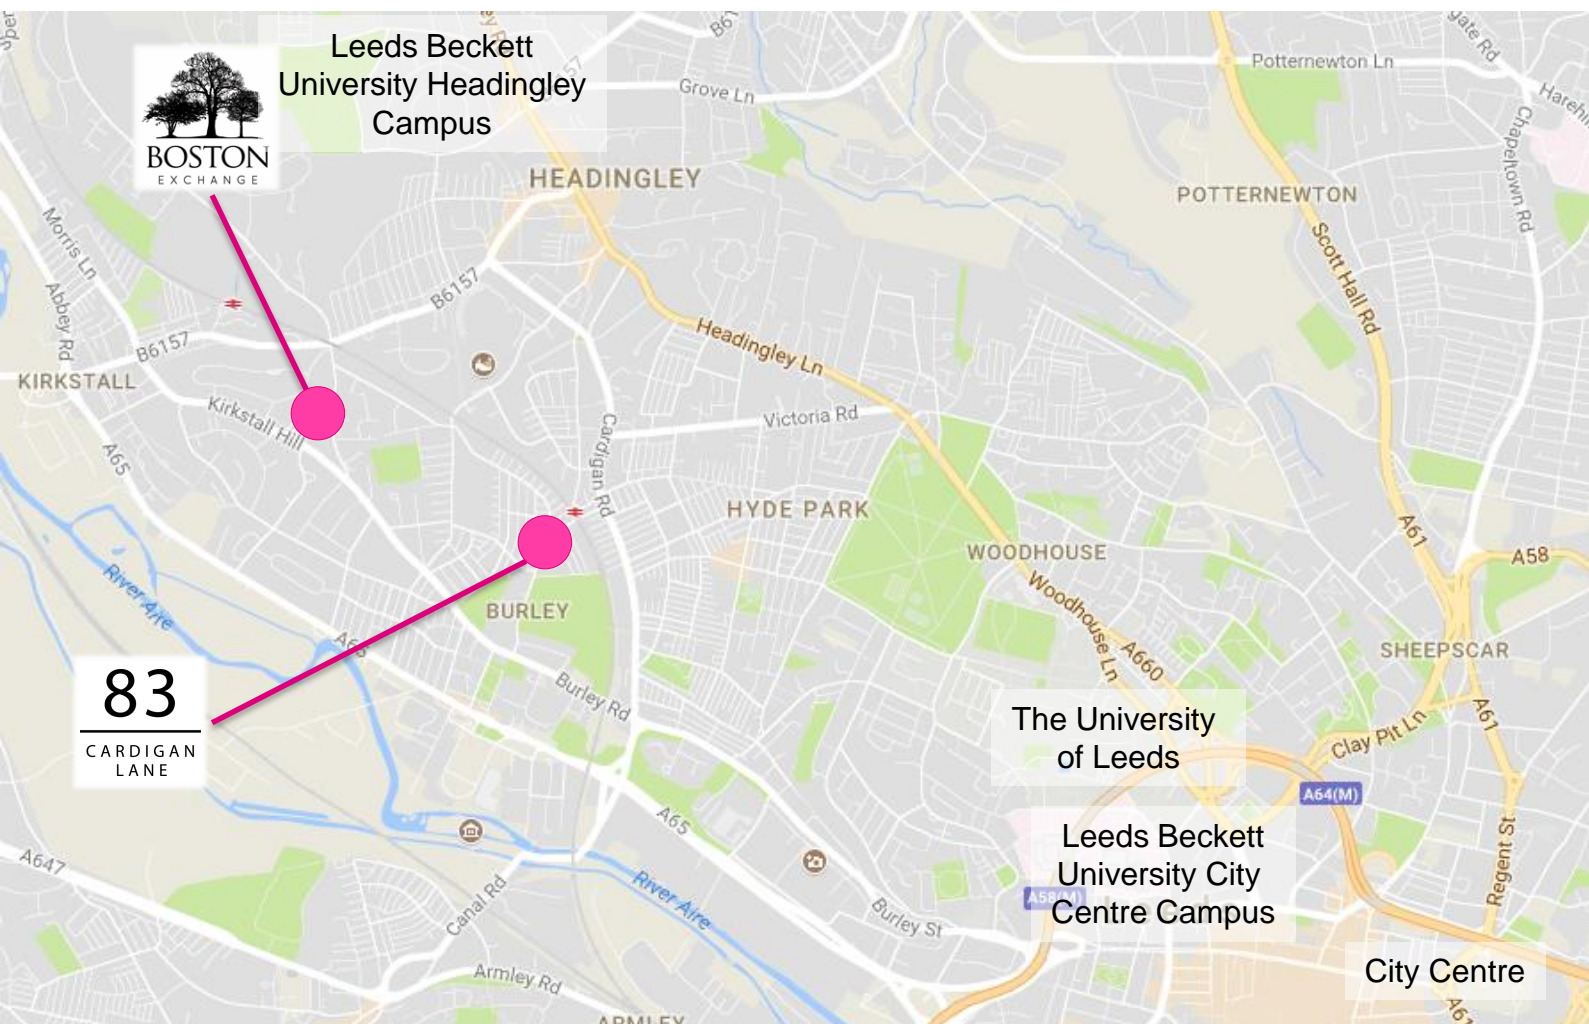 Leeds Beckett
University Headingley
Campus
BOSTON
EXCHANGE
B61
Grove Ln
Potternewton Ln
Chapeltown Rd
HEADINGLEY
POTTERNEWTON
Morris Ln
Abbey Rd
B6157
B6157
Scott Hall Rd
Headingley Ln
KIRKSTALL
Kirkstall Hill
Victoria Rd
Cardigan Rd
A65
HYDE PARK
WOODHOUSE
A61
A58
River Aire
BURLEY
Woodhouse Ln
A660
A65
SHEEPSCAR
83
CARDIGAN
LANE
Burley Rd
The University
of Leeds
Clay Pit Ln
A61
A64(M)
A65
Leeds Beckett
University City
Centre Campus
A58(M)
Regent St
A647
Canal Rd
River Aire
Burley St
City Centre
Armley Rd
A61
ARMLEY